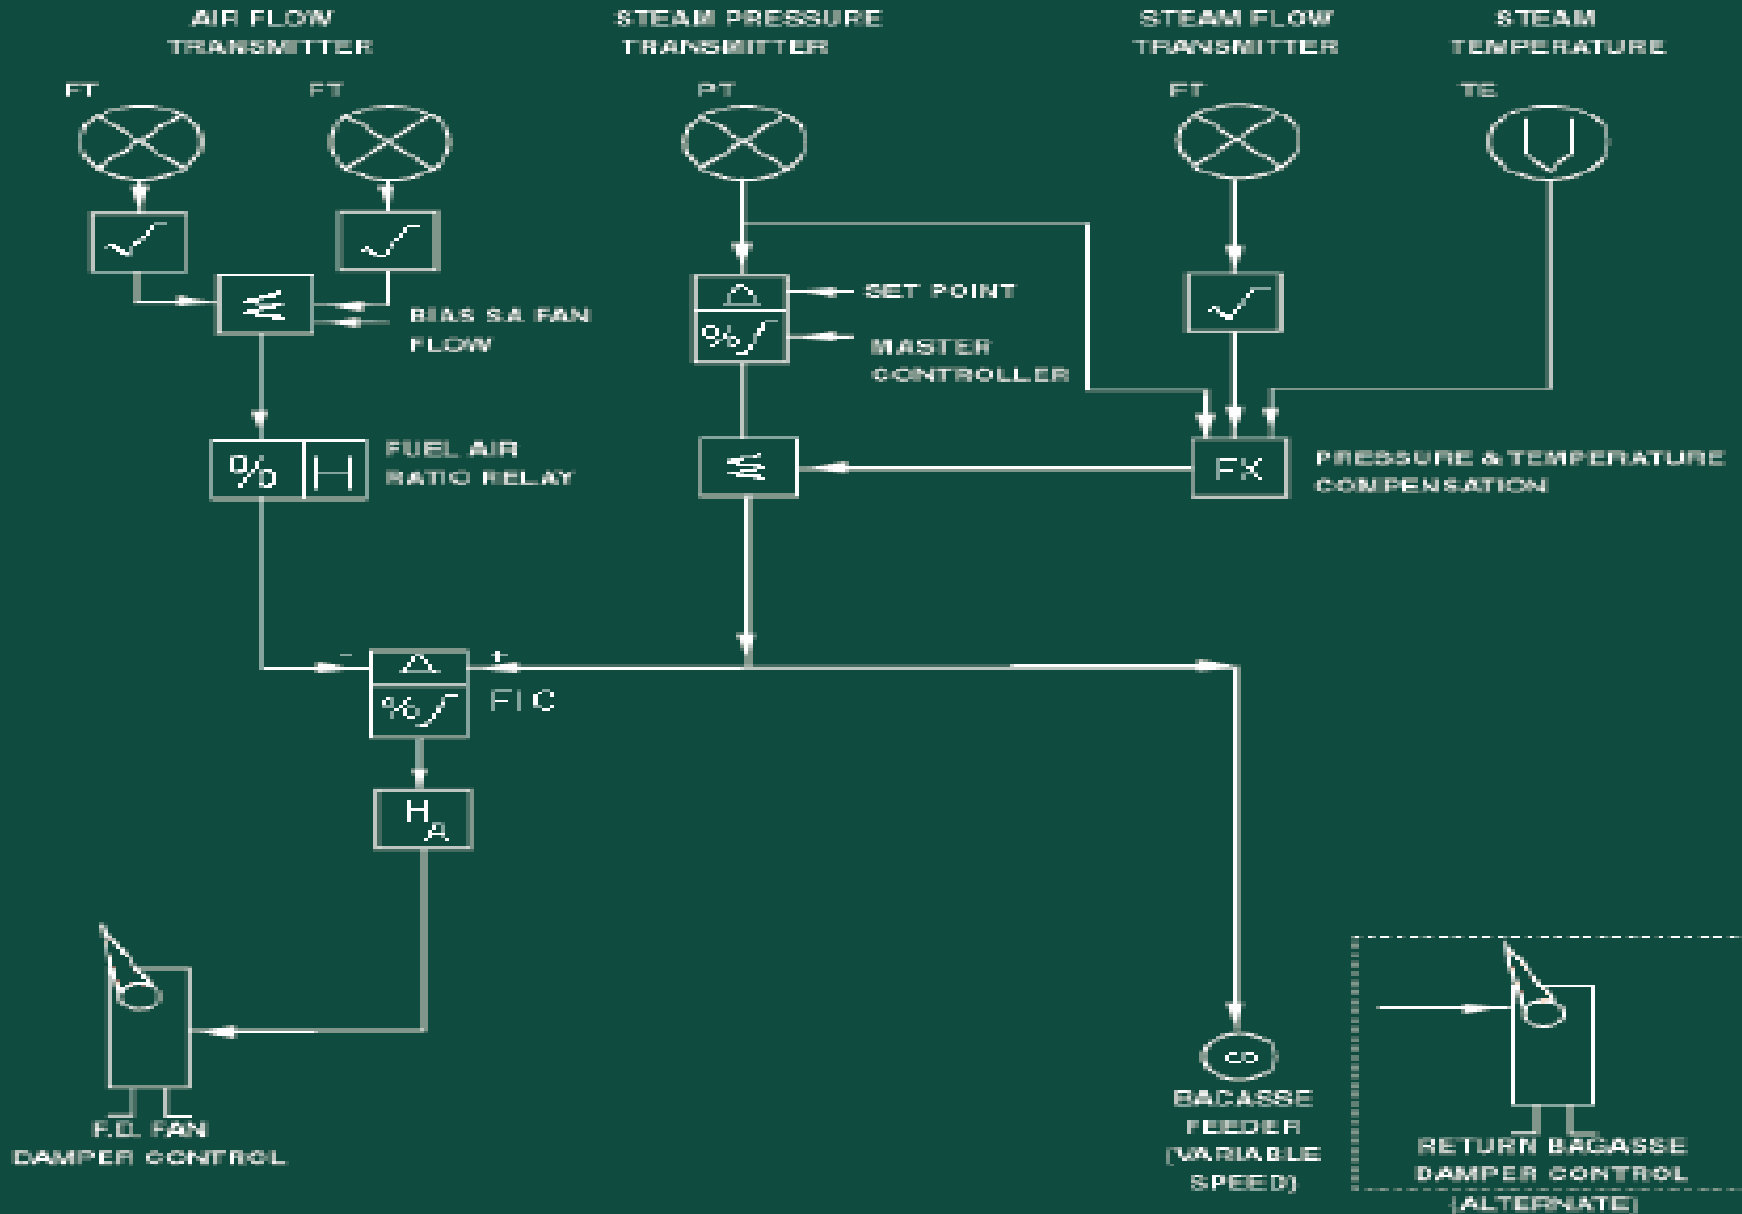 AIR FLOW
TRANSMITTER
STEAM PRESSURE
TRANSMITTER
STEAM FLOW
TRANSMITTER
STEAM
TEMPERATURE
FT
FT
PT
FT
TE
BIAS SA FAN
FLOW
SET POINT
MASTER
CONTROLLER
%
FUEL AIR
RATIO RELAY
% H
FX
PRESSURE & TEMPERATURE
COMPENSATION
-
+
%
FIC
H
A
F.D. FAN
DAMPER CONTROL
BAGASSE
FEEDER
(VARIABLE
SPEED)
RETURN BAGASSE
DAMPER CONTROL
(ALTERNATE)